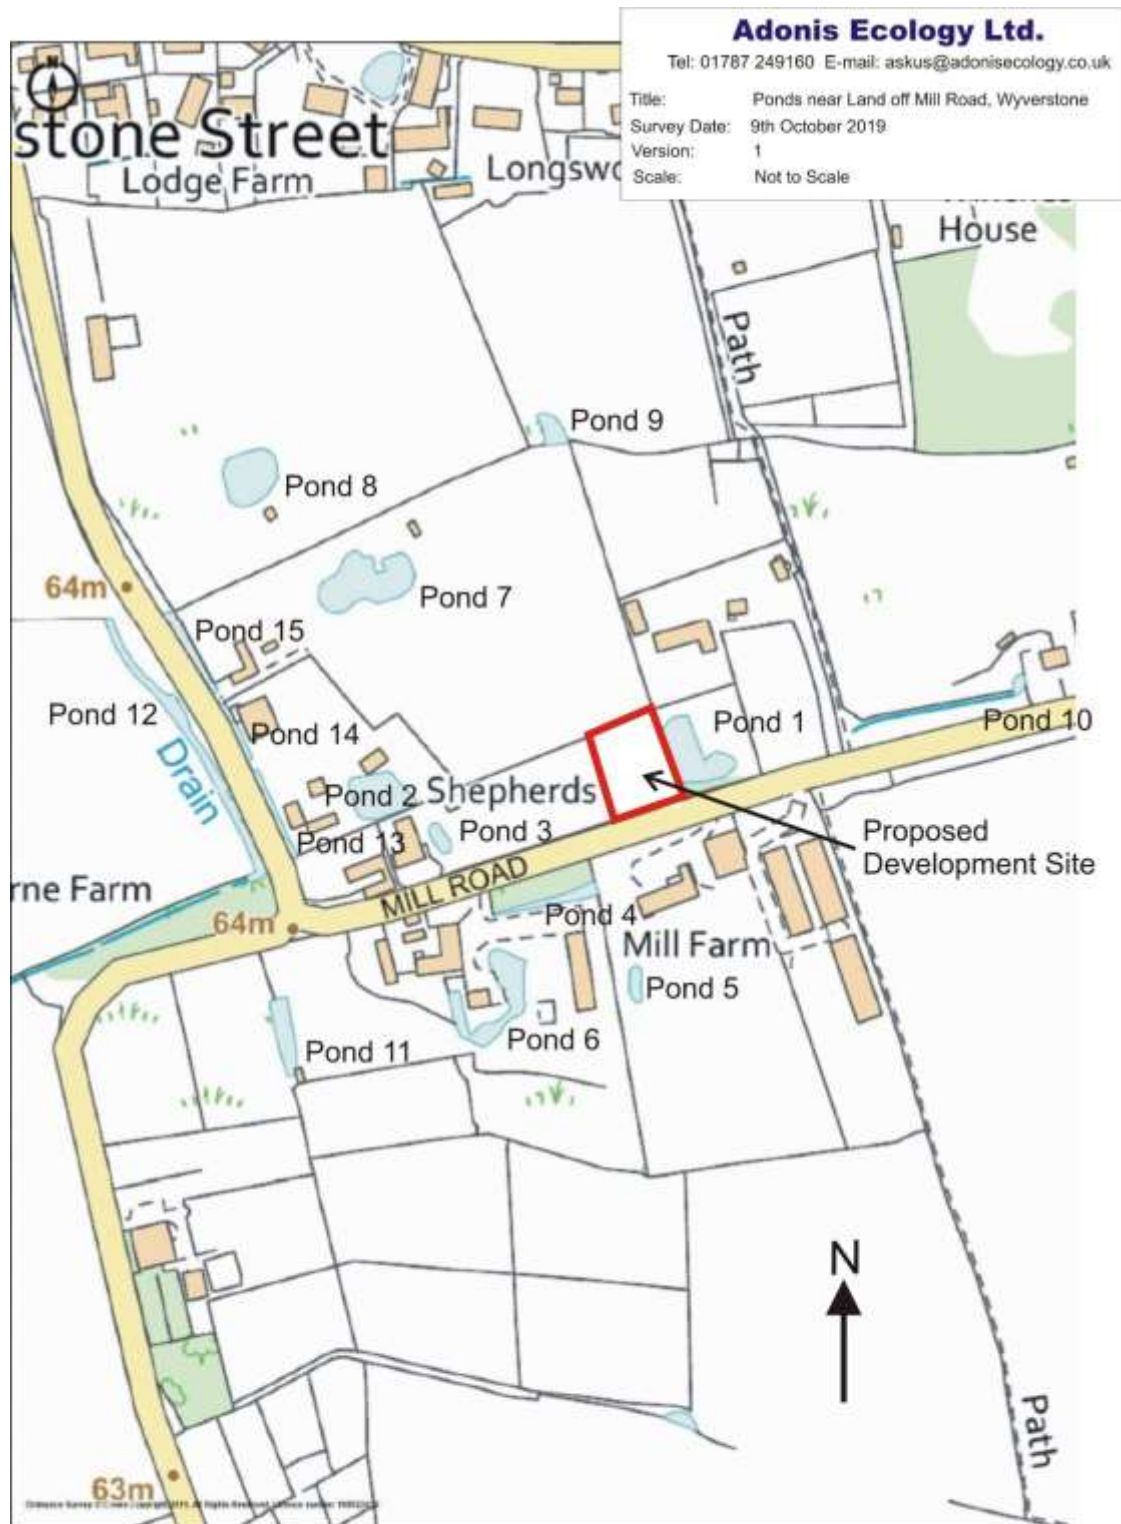 Adonis Ecology Ltd.
Tel: 01787 249160 E-mail: askus@adonisecology.co.uk
Title: Ponds near Land off Mill Road, Wyverstone
Survey Date: 9th October 2019
Version: 1
Scale: Not to Scale
N
stone Street
Lodge Farm
Longswo
House
Path
Pond 9
Pond 8
64m
Pond 7
Pond 15
Pond 12
Pond 14
Pond 1
Pond 10
Drain
Pond 2
Shepherds
Pond 3
Pond 13
Proposed
Development Site
MILL ROAD
rne Farm
64m
Pond 4
Mill Farm
Pond 5
Pond 6
Pond 11
N
Path
63m